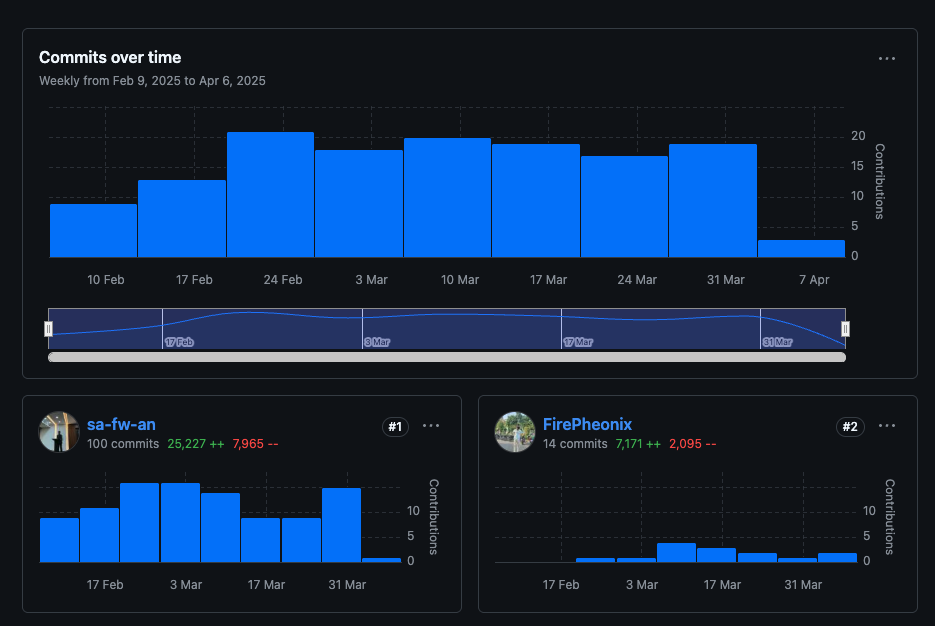 Commits over time
Weekly from Feb 9, 2025 to Apr 6, 2025
20
15
10
5
0
Contributions
10 Feb 17 Feb 24 Feb 3 Mar 10 Mar 17 Mar 24 Mar 31 Mar 7 Apr
17 Feb 3 Mar 17 Mar 31 Mar
sa-fw-an
#1
100 commits 25,227 ++ 7,965 --
10
5
0
Contributions
17 Feb 3 Mar 17 Mar 31 Mar
FirePheonix
#2
14 commits 7,171 ++ 2,095 --
10
5
0
Contributions
17 Feb 3 Mar 17 Mar 31 Mar